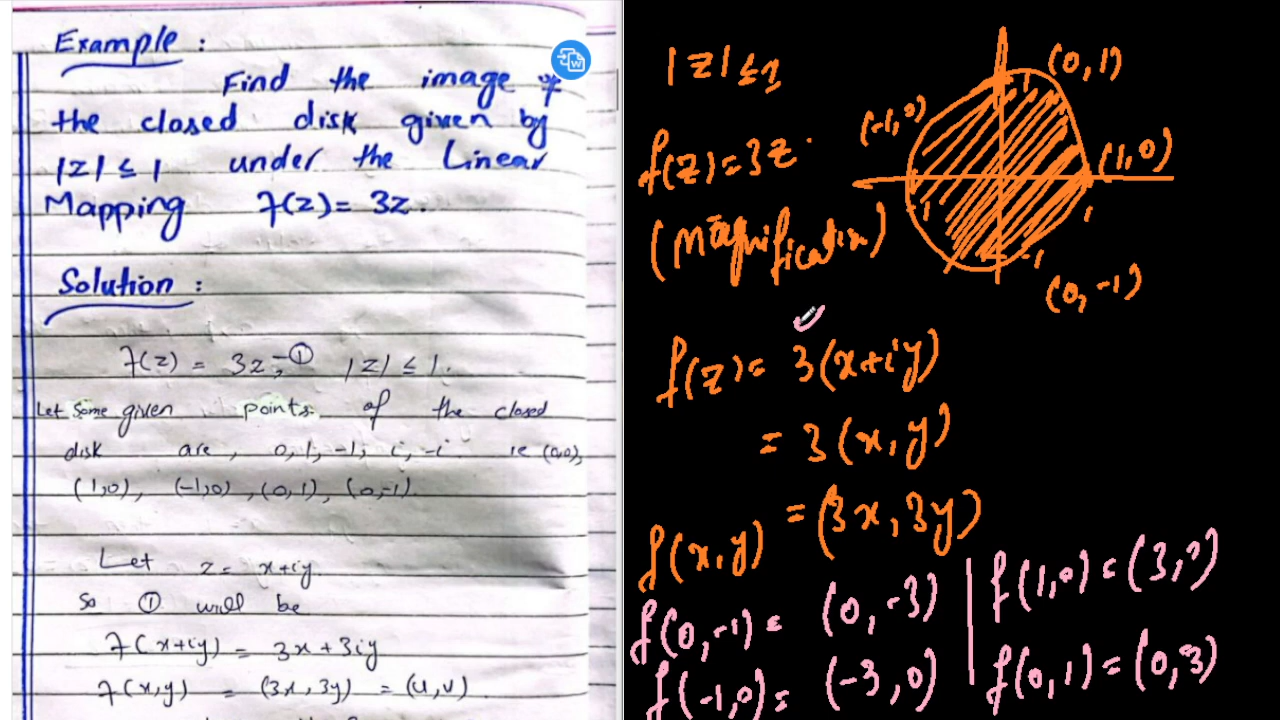 Example :
Find the image of
the closed disk given by
|z| ≤ 1 under the Linear
Mapping f(z) = 3z.
Solution :
f(z) = 3z, —① |z| ≤ 1.
Let some given points of the closed
disk are, 0, 1, -1, i, -i ie (0,0),
(1,0), (-1,0), (0,1), (0,-1).
Let z = x+iy
So ① will be
f(x+iy) = 3x+3iy
f(x,y) = (3x, 3y) = (u,v).
|z| ≤ 1
f(z) = 3z.
(Magnification)
(0, 1)
(-1, 0)
(1, 0)
1
1
1
-1
(0, -1)
f(z) = 3(x+iy)
= 3(x, y)
f(x, y) = (3x, 3y)
f(0, -1) = (0, -3)
f(-1, 0) = (-3, 0)
f(1, 0) = (3, )
f(0, 1) = (0, 3)